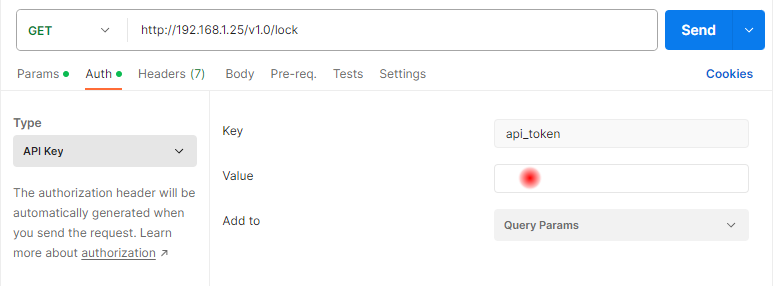 GET http://192.168.1.25/v1.0/lock Send
Params Auth Headers (7) Body Pre-req. Tests Settings Cookies
Type
API Key
The authorization header will be
automatically generated when
you send the request. Learn
more about authorization ↗
Key api_token
Value
Add to Query Params